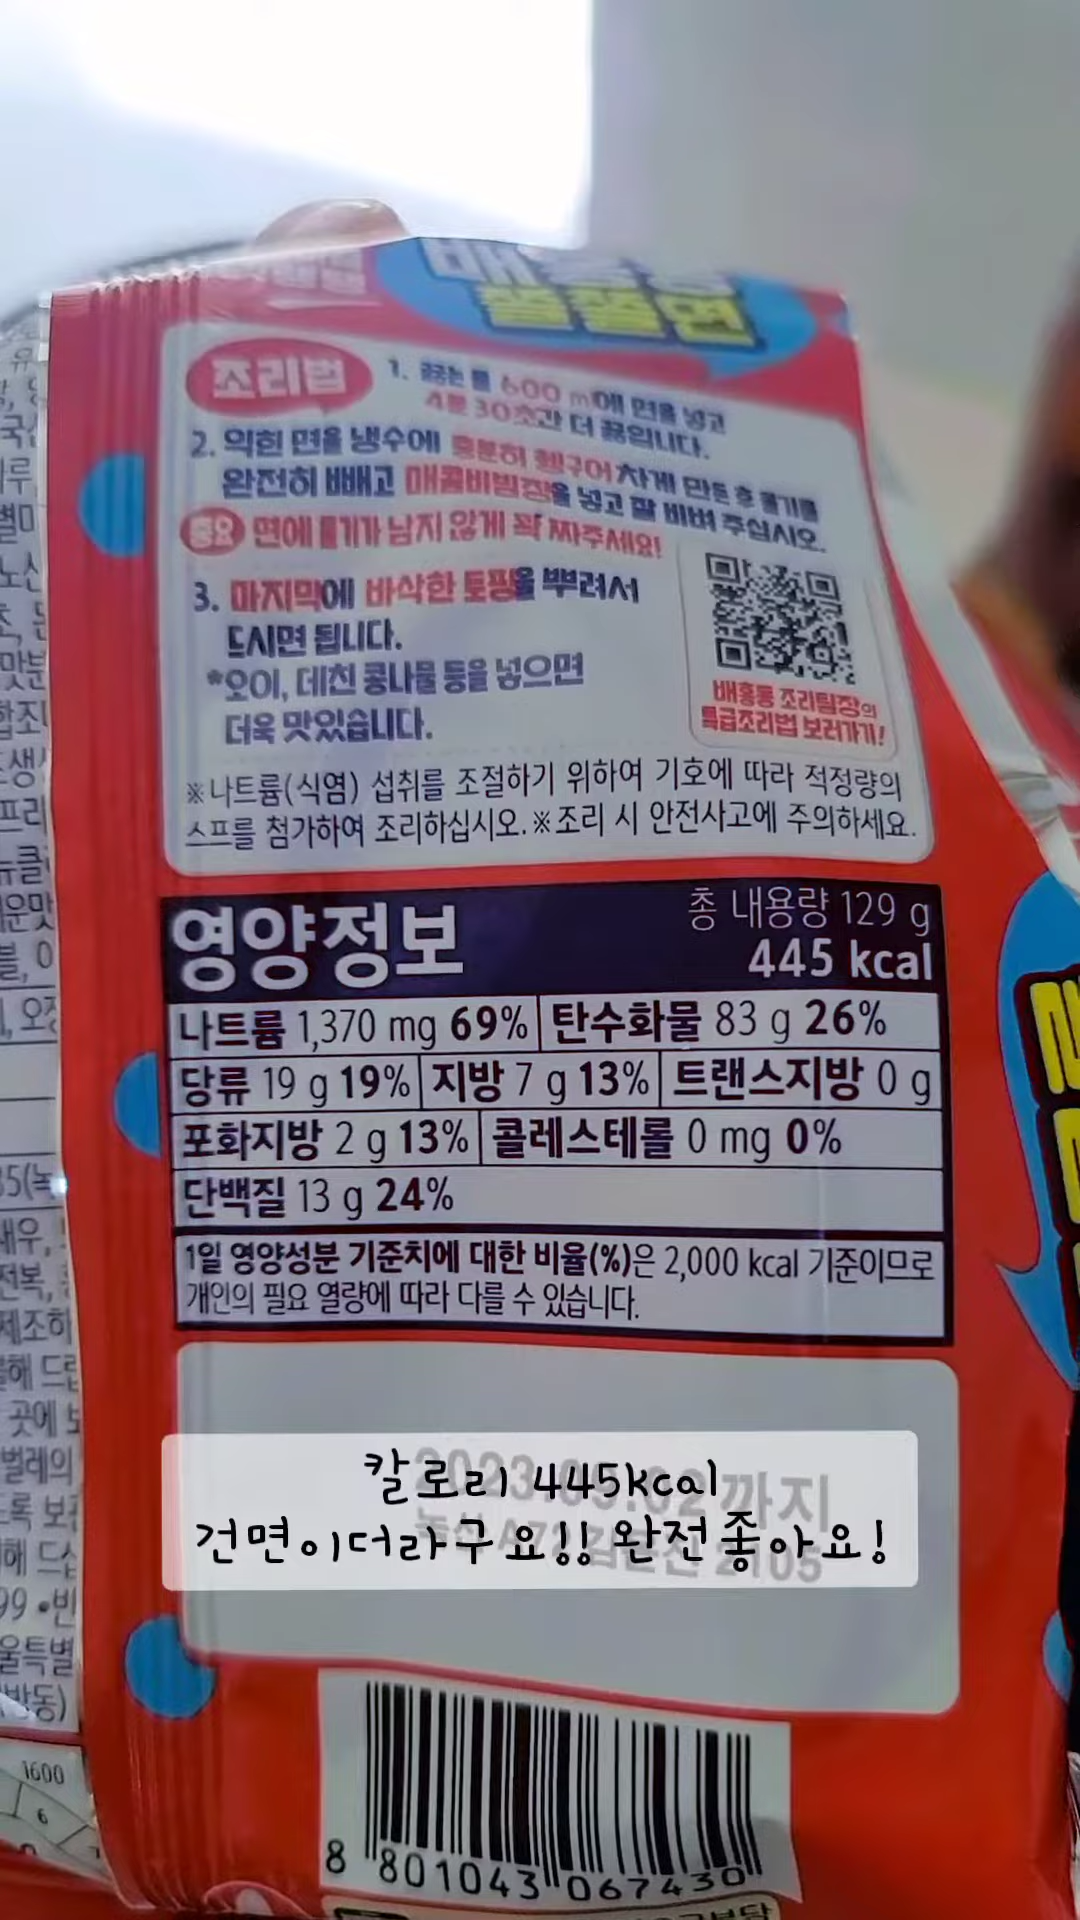 배홍동
쫄쫄면
조리법
1. 끓는 물 600 ml에 면을 넣고
4분 30초간 더 끓입니다.
2. 익힌 면을 냉수에 충분히 헹구어 차게 만든 후 물기를
완전히 빼고 매콤비빔장을 넣고 잘 비벼 주십시오.
중요 면에 물기가 남지 않게 꽉 짜주세요!
3. 마지막에 바삭한 토핑을 뿌려서
드시면 됩니다.
*오이, 데친 콩나물 등을 넣으면
더욱 맛있습니다.
배홍동 조리팀장의
특급조리법 보러가기!
※나트륨(식염) 섭취를 조절하기 위하여 기호에 따라 적정량의
스프를 첨가하여 조리하십시오.※조리 시 안전사고에 주의하세요.
영양정보
총 내용량 129 g
445 kcal
나트륨 1,370 mg 69% 탄수화물 83 g 26%
당류 19 g 19% 지방 7 g 13% 트랜스지방 0 g
포화지방 2 g 13% 콜레스테롤 0 mg 0%
단백질 13 g 24%
1일 영양성분 기준치에 대한 비율(%)은 2,000 kcal 기준이므로
개인의 필요 열량에 따라 다를 수 있습니다.
칼로리 445kcal
건면이더라구요!! 완전좋아요!
까지
8 801043 067430
1600
6